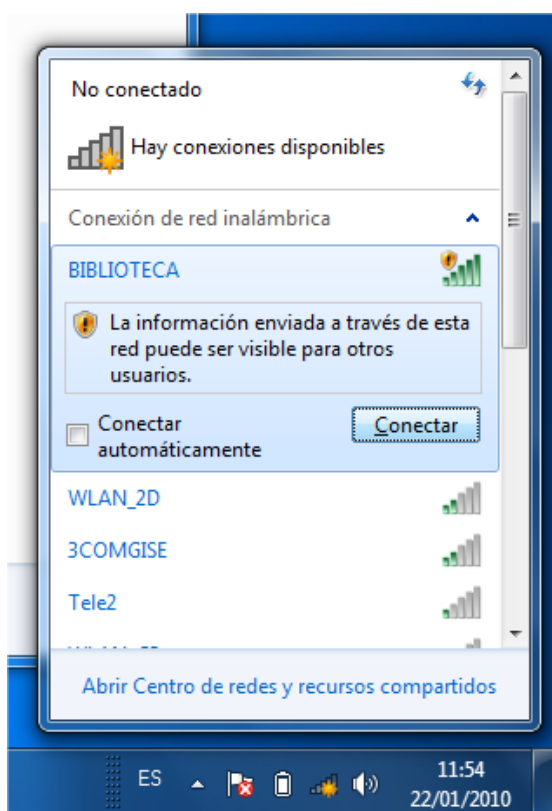 No conectado
Hay conexiones disponibles
Conexión de red inalámbrica
BIBLIOTECA
La información enviada a través de esta
red puede ser visible para otros
usuarios.
Conectar
automáticamente
Conectar
WLAN_2D
3COMGISE
Tele2
Abrir Centro de redes y recursos compartidos
ES
11:54
22/01/2010